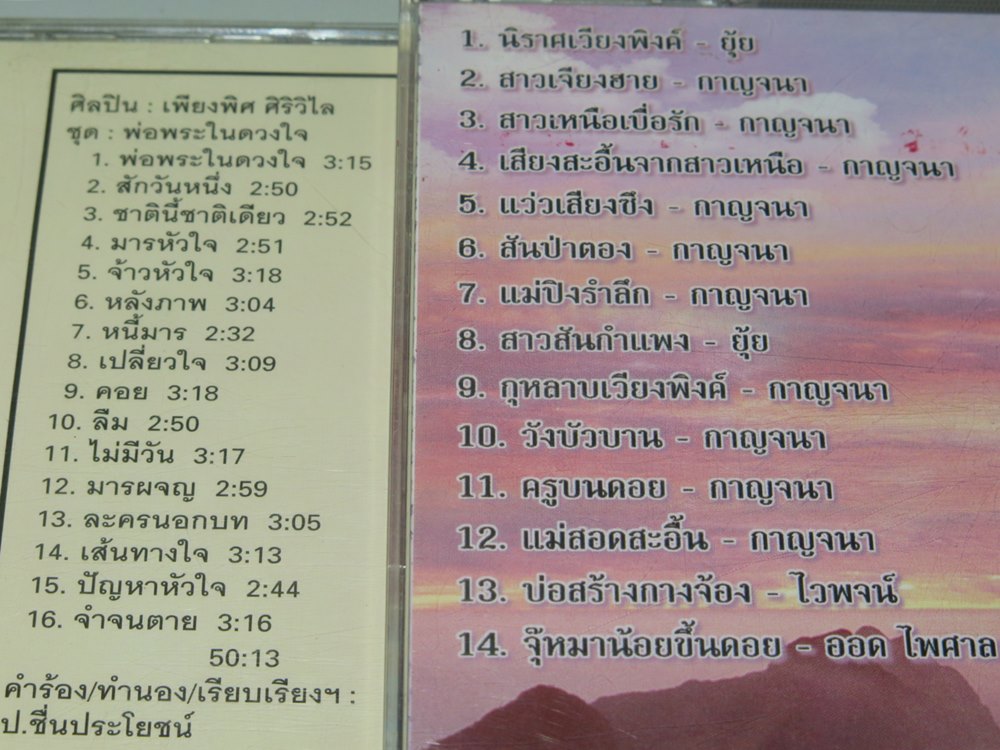 ศิลปิน : เพียงพิศ ศิริวิไล
ชุด : พ่อพระในดวงใจ
1. พ่อพระในดวงใจ 3:15
2. สักวันหนึ่ง 2:50
3. ชาตินี้ชาติเดียว 2:52
4. มารหัวใจ 2:51
5. จ้าวหัวใจ 3:18
6. หลังภาพ 3:04
7. หนี้มาร 2:32
8. เปลี่ยวใจ 3:09
9. คอย 3:18
10. ลืม 2:50
11. ไม่มีวัน 3:17
12. มารผจญ 2:59
13. ละครนอกบท 3:05
14. เส้นทางใจ 3:13
15. ปัญหาหัวใจ 2:44
16. จำจนตาย 3:16
50:13
คำร้อง/ทำนอง/เรียบเรียงฯ :
ป.ชื่นประโยชน์
1. นิราศเวียงพิงค์ - ยุ้ย
2. สาวเจียงฮาย - กาญจนา
3. สาวเหนือเบื่อรัก - กาญจนา
4. เสียงสะอื้นจากสาวเหนือ - กาญจนา
5. แว่วเสียงซึง - กาญจนา
6. สันป่าตอง - กาญจนา
7. แม่ปิงรำลึก - กาญจนา
8. สาวสันกำแพง - ยุ้ย
9. กุหลาบเวียงพิงค์ - กาญจนา
10. วังบัวบาน - กาญจนา
11. ครูบนดอย - กาญจนา
12. แม่สอดสะอื้น - กาญจนา
13. บ่อสร้างกางจ้อง - ไวพจน์
14. จุ๊หมาน้อยขึ้นดอย - ออด ไพศาล